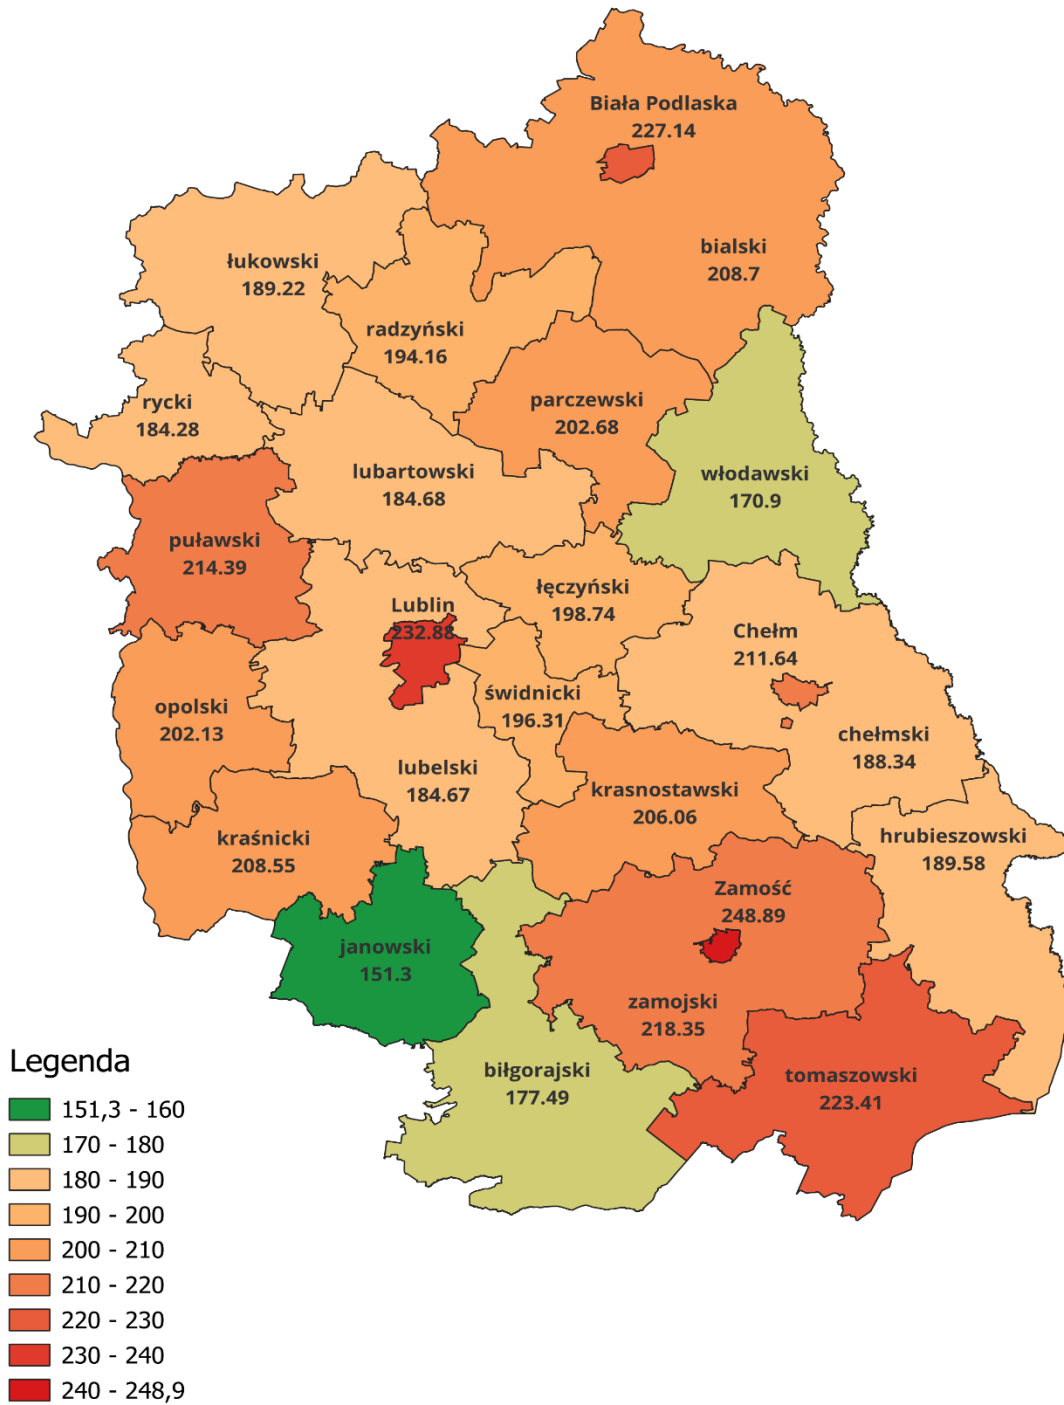 Biała Podlaska
227.14
bialski
208.7
łukowski
189.22
radzyński
194.16
rycki
184.28
parczewski
202.68
lubartowski
184.68
włodawski
170.9
puławski
214.39
łęczyński
198.74
Lublin
232.88
Chełm
211.64
świdnicki
196.31
opolski
202.13
chełmski
188.34
lubelski
184.67
krasnostawski
206.06
kraśnicki
208.55
hrubieszowski
189.58
Zamość
248.89
janowski
151.3
zamojski
218.35
biłgorajski
177.49
tomaszowski
223.41
Legenda
151,3 - 160
170 - 180
180 - 190
190 - 200
200 - 210
210 - 220
220 - 230
230 - 240
240 - 248,9